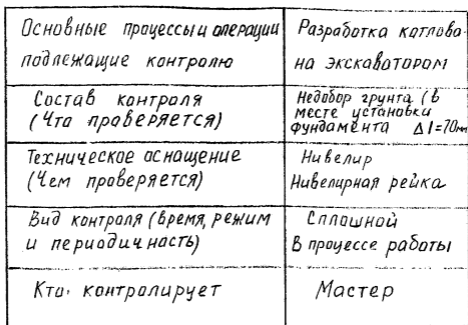 Основные процессы и операции
подлежащие контролю
Разработка котлова-
на экскаватором
Состав контроля
(Что проверяется)
Недобор грунта (в
месте установки
фундамента Δl=70мм
Техническое оснащение
(Чем проверяется)
Нивелир
Нивелирная рейка
Вид контроля (время, режим
и периодичность)
Сплошной
В процессе работы
Кто контролирует
Мастер